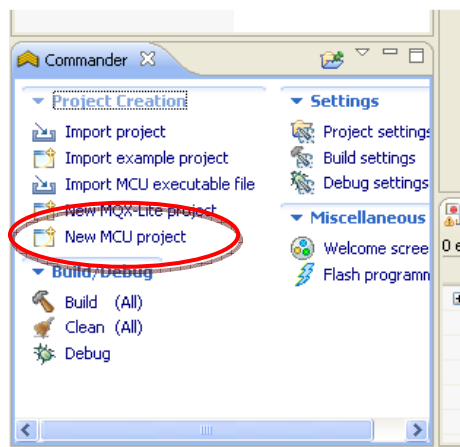 Commander
Project Creation
Import project
Import example project
Import MCU executable file
New MQX-Lite project
New MCU project
Build/Debug
Build (All)
Clean (All)
Debug
Settings
Project settings
Build settings
Debug settings
Miscellaneous
Welcome scree
Flash programm
0 e